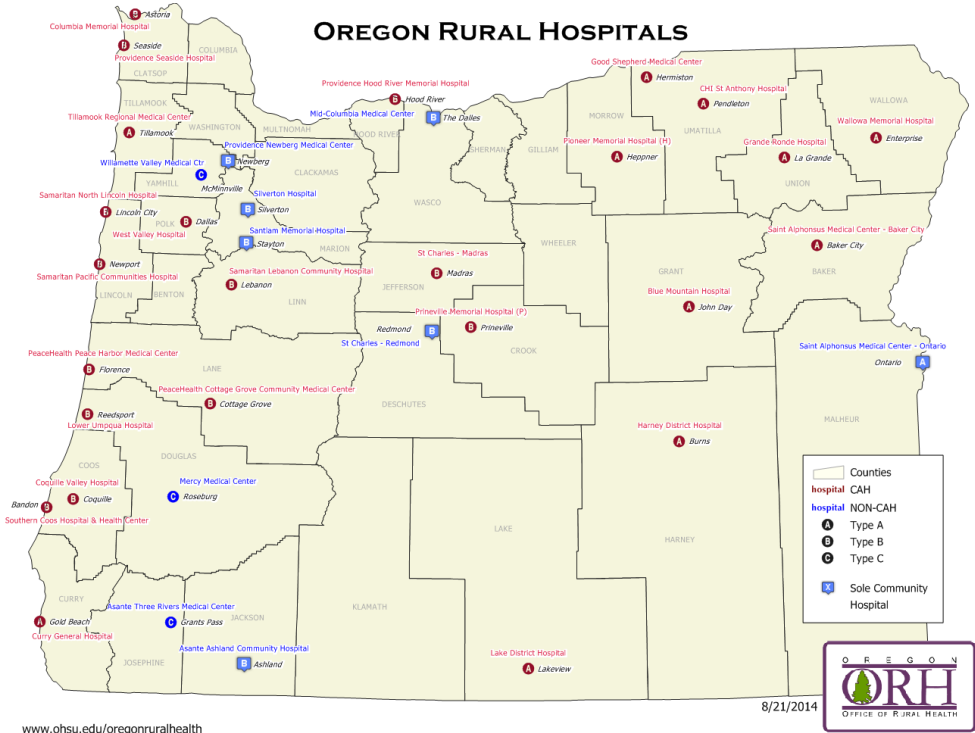 OREGON RURAL HOSPITALS
B Astoria
Columbia Memorial Hospital
B Seaside
Providence Seaside Hospital
CLATSOP
COLUMBIA
TILLAMOOK
Tillamook Regional Medical Center
A Tillamook
WASHINGTON
MULTNOMAH
Providence Hood River Memorial Hospital
B Hood River
Mid-Columbia Medical Center
B The Dalles
HOOD RIVER
SHERMAN
GILLIAM
Good Shepherd Medical Center
A Hermiston
MORROW
CHI St Anthony Hospital
A Pendleton
UMATILLA
WALLOWA
Wallowa Memorial Hospital
A Enterprise
Pioneer Memorial Hospital (H)
A Heppner
Grande Ronde Hospital
A La Grande
UNION
Providence Newberg Medical Center
B Newberg
Willamette Valley Medical Ctr
C
McMinnville
YAMHILL
CLACKAMAS
Silverton Hospital
B Silverton
Samaritan North Lincoln Hospital
B Lincoln City
POLK
B Dallas
West Valley Hospital
Santiam Memorial Hospital
B Stayton
MARION
WASCO
WHEELER
Saint Alphonsus Medical Center - Baker City
A Baker City
BAKER
Newport
Samaritan Pacific Communities Hospital
LINCOLN
BENTON
Samaritan Lebanon Community Hospital
B Lebanon
LINN
St Charles - Madras
B Madras
JEFFERSON
GRANT
Blue Mountain Hospital
A John Day
Prineville Memorial Hospital (P)
B Prineville
Redmond B
St Charles - Redmond
CROOK
Saint Alphonsus Medical Center - Ontario
Ontario A
PeaceHealth Peace Harbor Medical Center
B Florence
LANE
PeaceHealth Cottage Grove Community Medical Center
B Cottage Grove
DESCHUTES
MALHEUR
B Reedsport
Lower Umpqua Hospital
Harney District Hospital
A Burns
DOUGLAS
COOS
Coquille Valley Hospital
B Coquille
Bandon B
Southern Coos Hospital & Health Center
Mercy Medical Center
C Roseburg
LAKE
HARNEY
CURRY
A Gold Beach
Curry General Hospital
Asante Three Rivers Medical Center
C Grants Pass
JACKSON
KLAMATH
JOSEPHINE
Asante Ashland Community Hospital
B Ashland
Lake District Hospital
A Lakeview
Counties
hospital CAH
hospital NON-CAH
A Type A
B Type B
C Type C
X Sole Community
Hospital
8/21/2014
OREGON
ORH
OFFICE OF RURAL HEALTH
www.ohsu.edu/oregonruralhealth